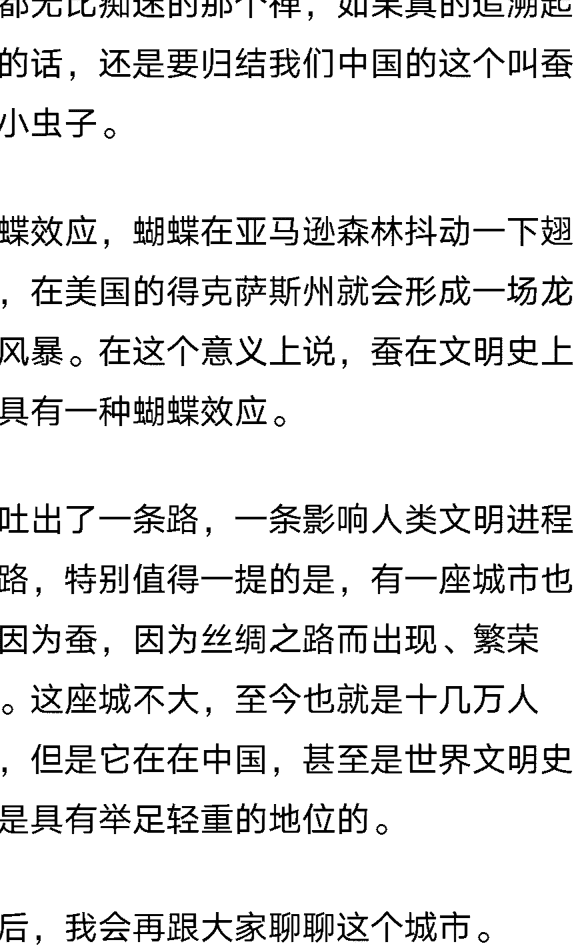 都无比痴迷的那个禅，如果真的追溯起
的话，还是要归结我们中国的这个叫蚕
小虫子。
蝶效应，蝴蝶在亚马逊森林抖动一下翅
，在美国的得克萨斯州就会形成一场龙
风暴。在这个意义上说，蚕在文明史上
具有一种蝴蝶效应。
吐出了一条路，一条影响人类文明进程
路，特别值得一提的是，有一座城市也
因为蚕，因为丝绸之路而出现、繁荣
。这座城不大，至今也就是十几万人
，但是它在在中国，甚至是世界文明史
是具有举足轻重的地位的。
后，我会再跟大家聊聊这个城市。